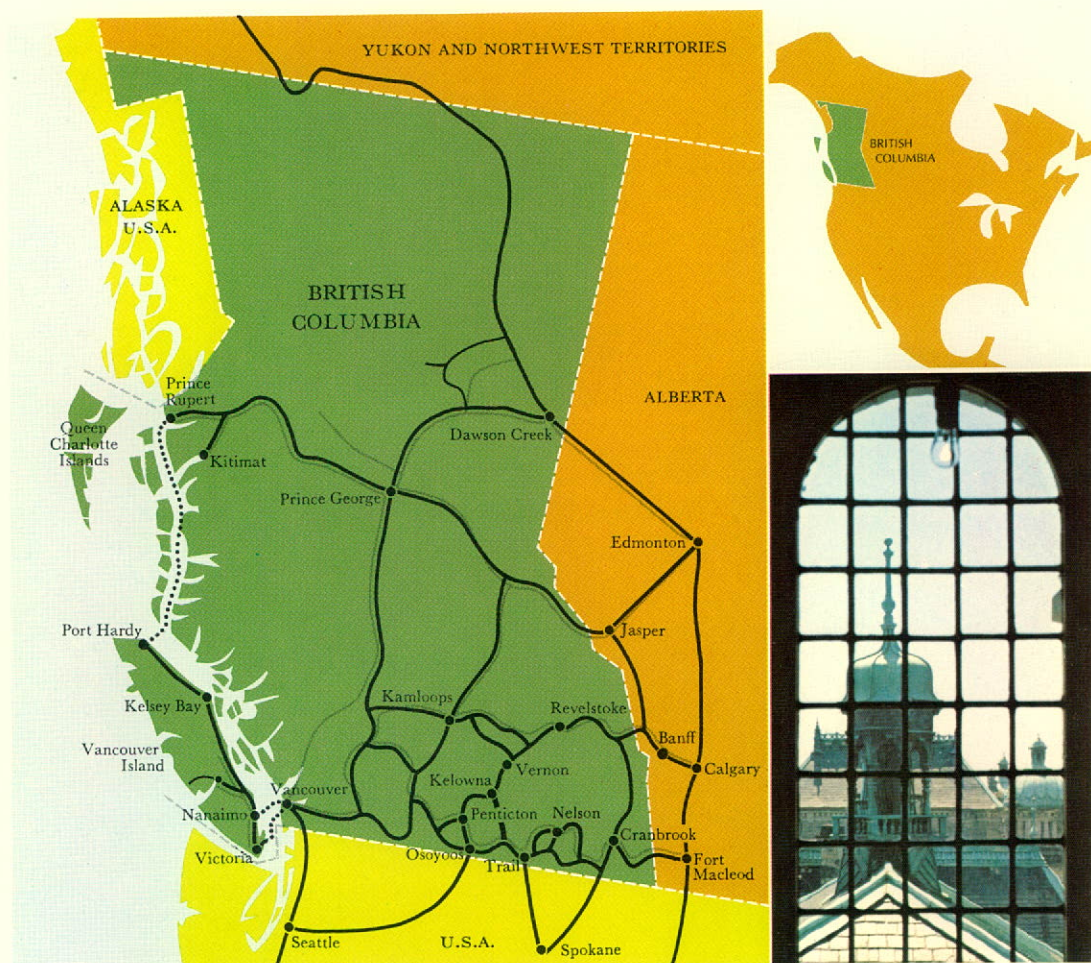 YUKON AND NORTHWEST TERRITORIES
ALASKA
U.S.A.
BRITISH
COLUMBIA
BRITISH
COLUMBIA
ALBERTA
Prince
Rupert
Queen
Charlotte
Islands
Kitimat
Dawson Creek
Prince George
Edmonton
Port Hardy
Jasper
Kelsey Bay
Kamloops
Revelstoke
Vancouver
Island
Banff
Vernon
Calgary
Kelowna
Vancouver
Nanaimo
Penticton
Nelson
Cranbrook
Victoria
Osoyoos
Trail
Fort
Macleod
Seattle
U.S.A.
Spokane